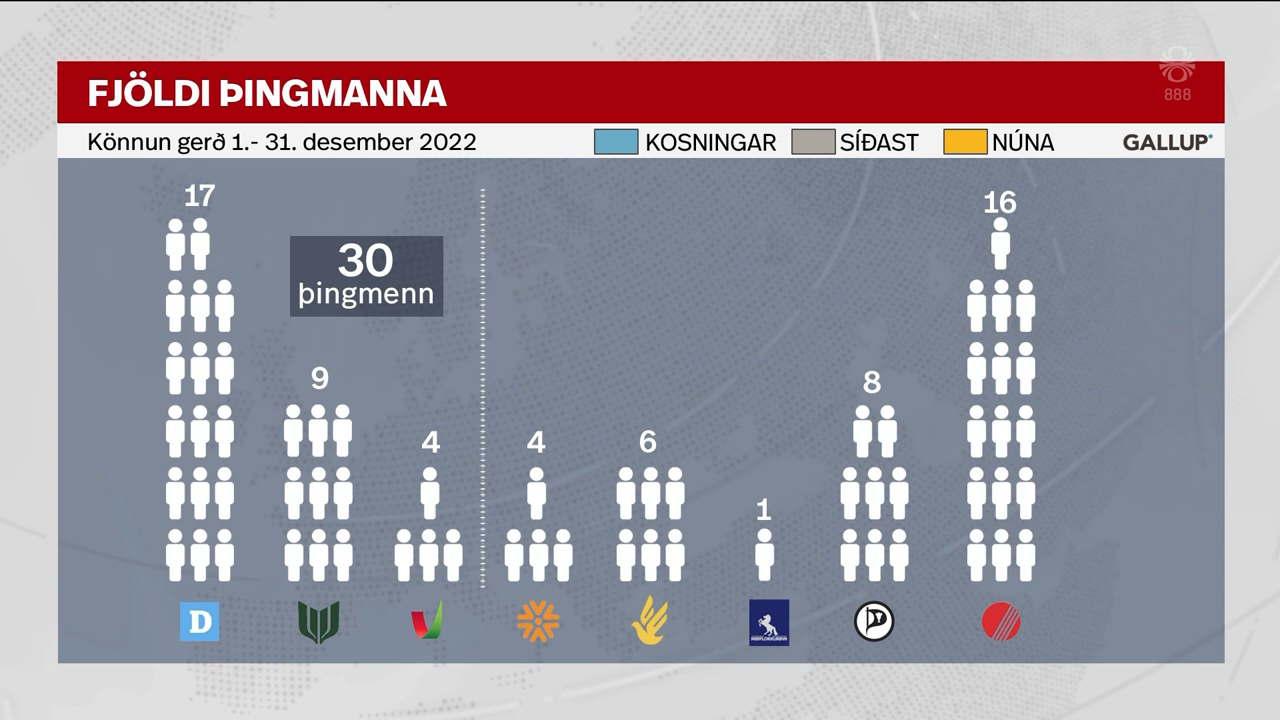 888
FJÖLDI ÞINGMANNA
Könnun gerð 1.- 31. desember 2022
KOSNINGAR
SÍÐAST
NÚNA
GALLUP
17
30
þingmenn
9
4
4
6
1
8
16
D